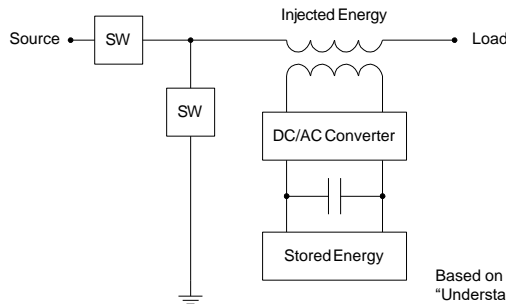 Injected Energy
Source
SW
Load
SW
DC/AC Converter
Stored Energy
Based on
“Understa